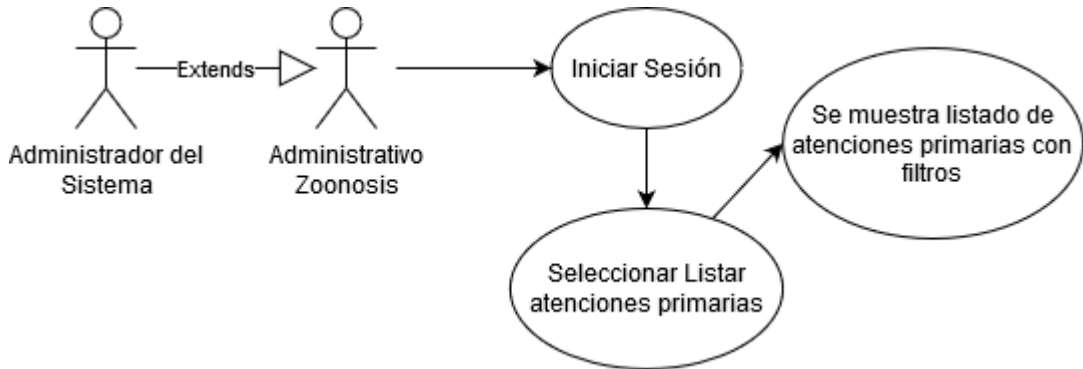 Extends
Administrador del
Sistema
Administrativo
Zoonosis
Iniciar Sesión
Seleccionar Listar
atenciones primarias
Se muestra listado de
atenciones primarias con
filtros